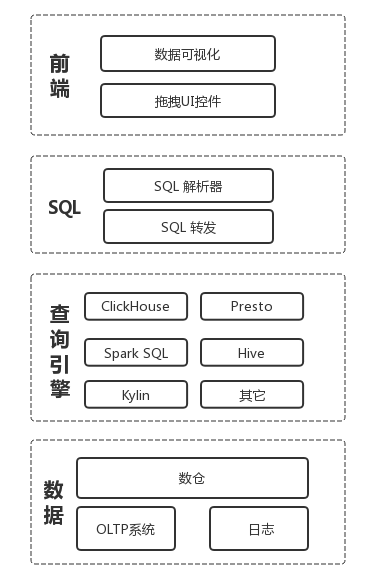 前端
数据可视化
拖拽UI控件
SQL
SQL 解析器
SQL 转发
查询引擎
ClickHouse
Presto
Spark SQL
Hive
Kylin
其它
数据
数仓
OLTP系统
日志